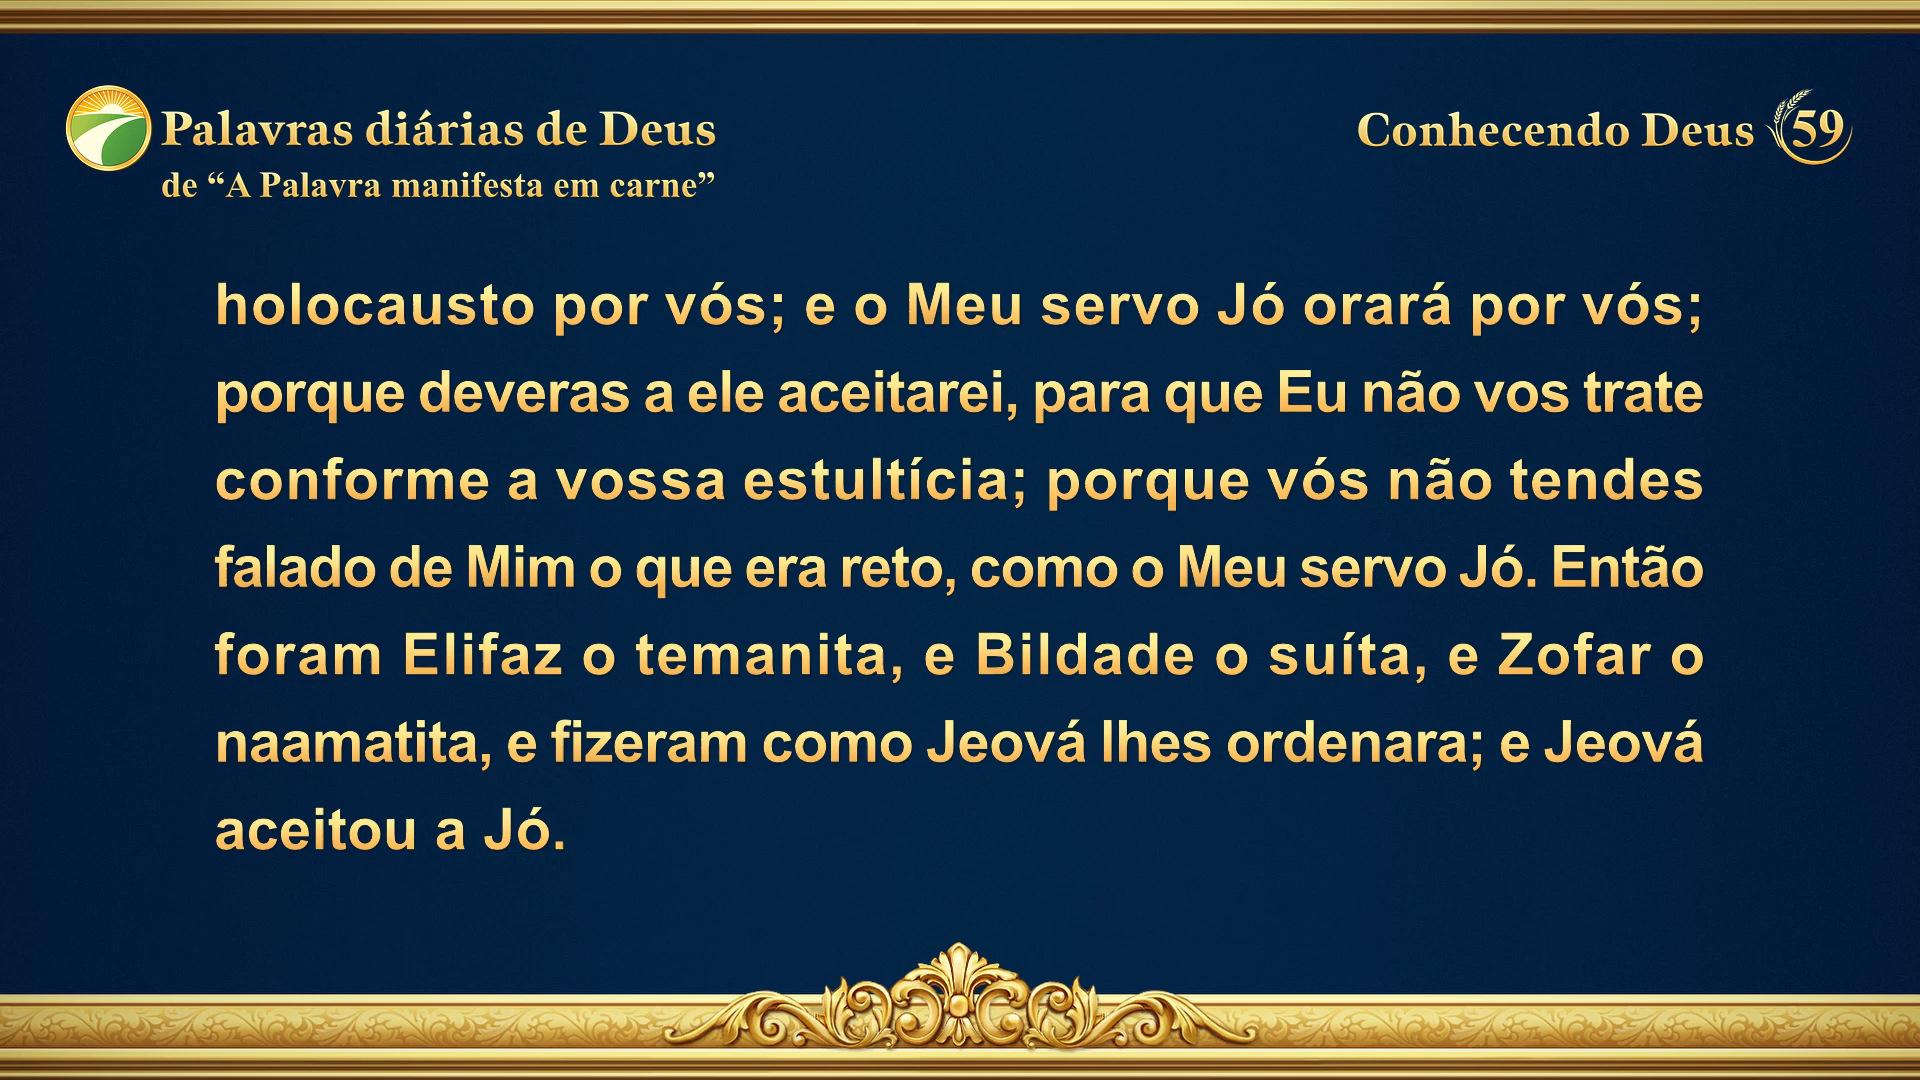 Palavras diárias de Deus
de “A Palavra manifesta em carne”
Conhecendo Deus 59
holocausto por vós; e o Meu servo Jó orará por vós;
porque deveras a ele aceitarei, para que Eu não vos trate
conforme a vossa estultícia; porque vós não tendes
falado de Mim o que era reto, como o Meu servo Jó. Então
foram Elifaz o temanita, e Bildade o suíta, e Zofar o
naamatita, e fizeram como Jeová lhes ordenara; e Jeová
aceitou a Jó.